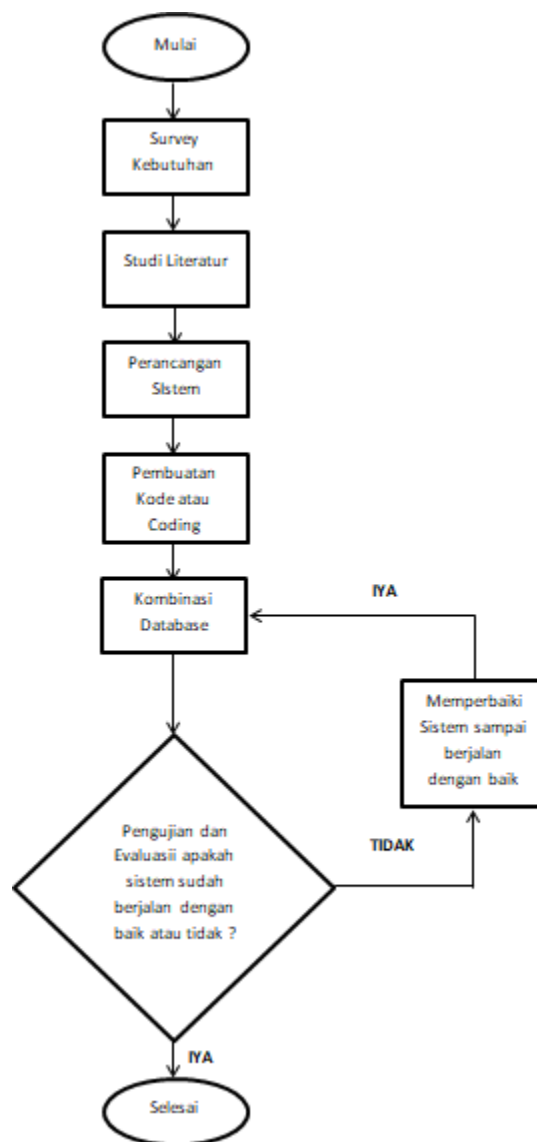 Mulai
Survey
Kebutuhan
Studi Literatur
Perancangan
SIstem
Pembuatan
Kode atau
Coding
Kombinasi
Database
IYA
Memperbaiki
Sistem sampai
berjalan
dengan baik
TIDAK
Pengujian dan
Evaluasii apakah
sistem sudah
berjalan dengan
baik atau tidak ?
IYA
Selesai